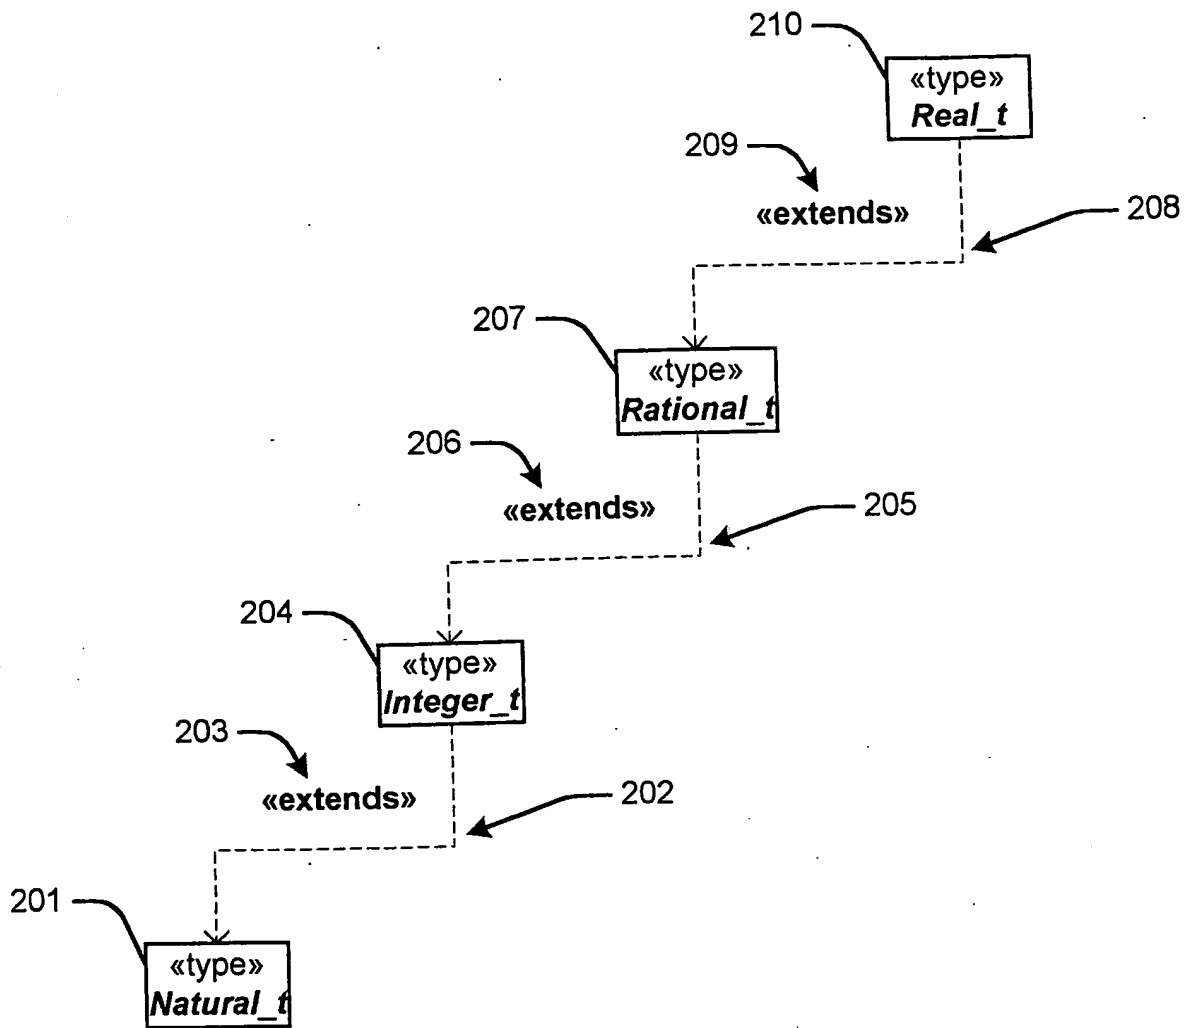 210
«type»
Real_t
209
«extends»
208
207
«type»
Rational_t
206
«extends»
205
204
«type»
Integer_t
203
«extends»
202
201
«type»
Natural_t